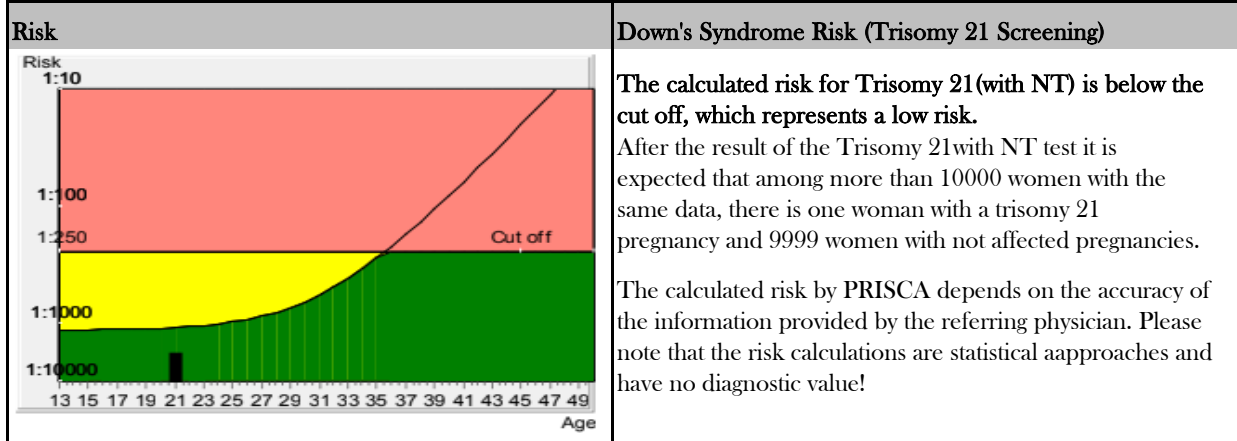 Risk
Risk
1:10
1:100
1:250
Cut off
1:1000
1:10000
13 15 17 19 21 23 25 27 29 31 33 35 37 39 41 43 45 47 49
Age
Down's Syndrome Risk (Trisomy 21 Screening)
The calculated risk for Trisomy 21(with NT) is below the
cut off, which represents a low risk.
After the result of the Trisomy 21with NT test it is
expected that among more than 10000 women with the
same data, there is one woman with a trisomy 21
pregnancy and 9999 women with not affected pregnancies.
The calculated risk by PRISCA depends on the accuracy of
the information provided by the referring physician. Please
note that the risk calculations are statistical aapproaches and
have no diagnostic value!